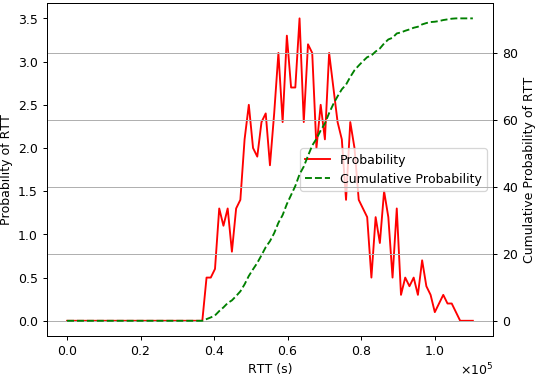 3.5
3.0
2.5
2.0
1.5
1.0
0.5
0.0
Probability of RTT
80
60
40
20
0
Cumulative Probability of RTT
Probability
Cumulative Probability
0.0 0.2 0.4 0.6 0.8 1.0
RTT (s)
×10⁵